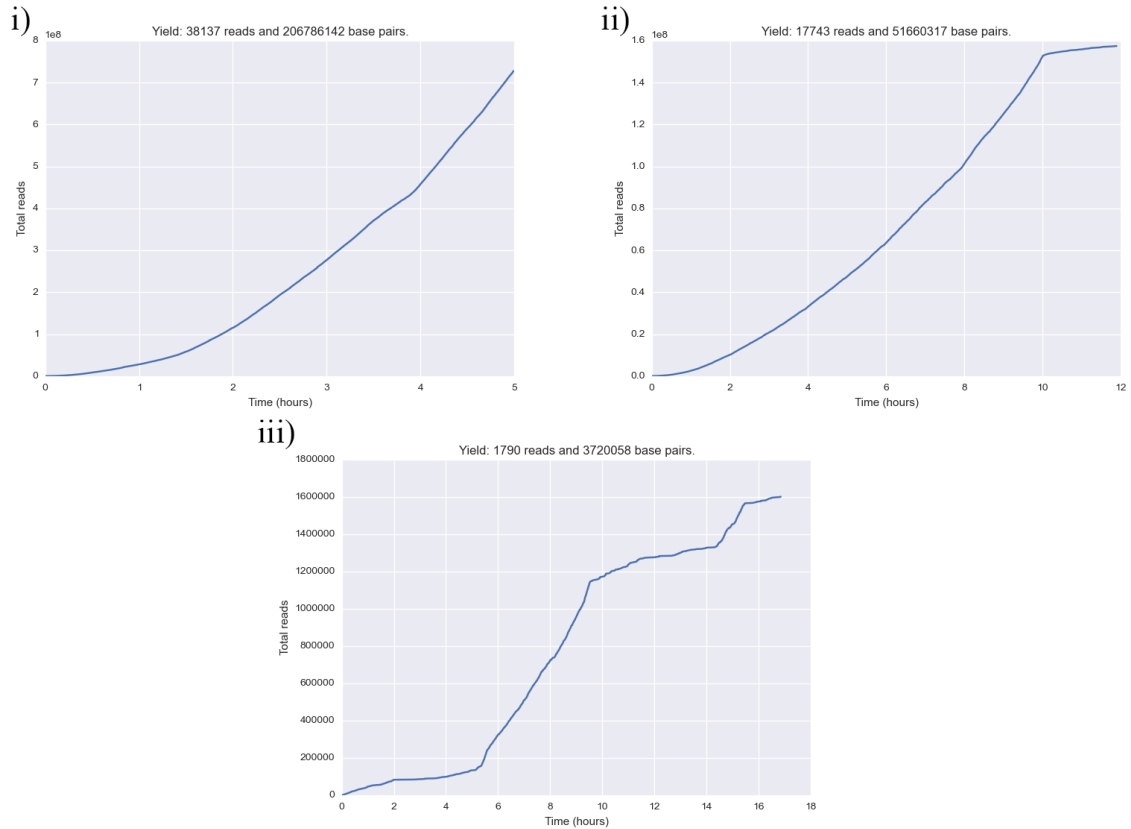 i)
Yield: 38137 reads and 206786142 base pairs.
1e8
8
7
6
5
4
3
2
1
0
Total reads
0 1 2 3 4 5
Time (hours)
ii)
Yield: 17743 reads and 51660317 base pairs.
1e8
1.6
1.4
1.2
1.0
0.8
0.6
0.4
0.2
0.0
Total reads
0 2 4 6 8 10 12
Time (hours)
iii)
Yield: 1790 reads and 3720058 base pairs.
1800000
1600000
1400000
1200000
1000000
800000
600000
400000
200000
0
Total reads
0 2 4 6 8 10 12 14 16 18
Time (hours)